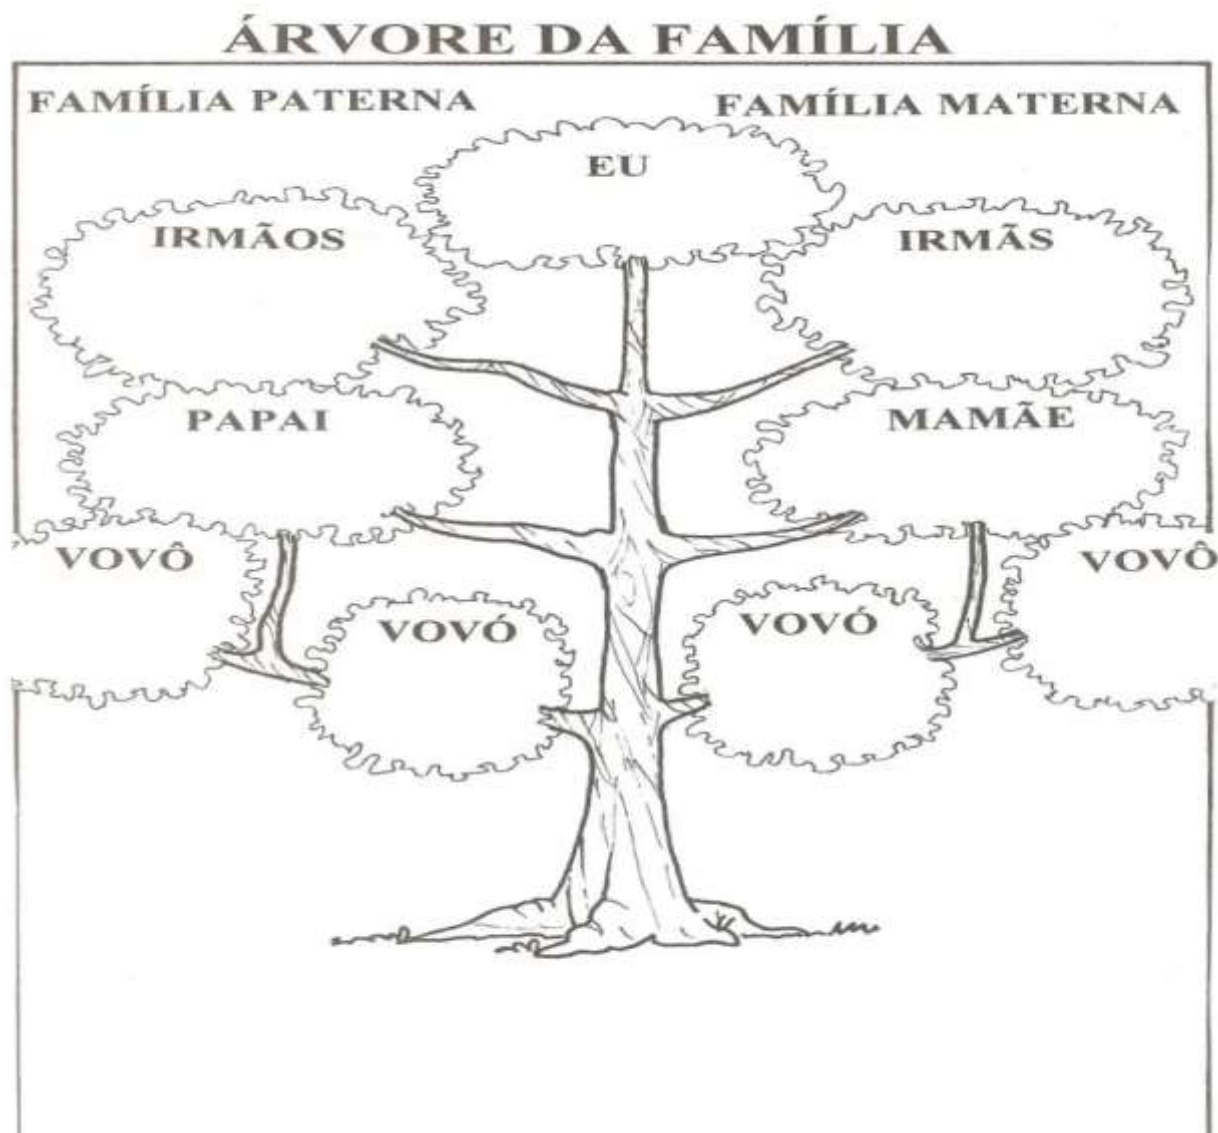 ÁRVORE DA FAMÍLIA
FAMÍLIA PATERNA
FAMÍLIA MATERNA
EU
IRMÃOS
IRMÃS
PAPAI
MAMÃE
VOVÔ
VOVÔ
VOVÓ
VOVÓ